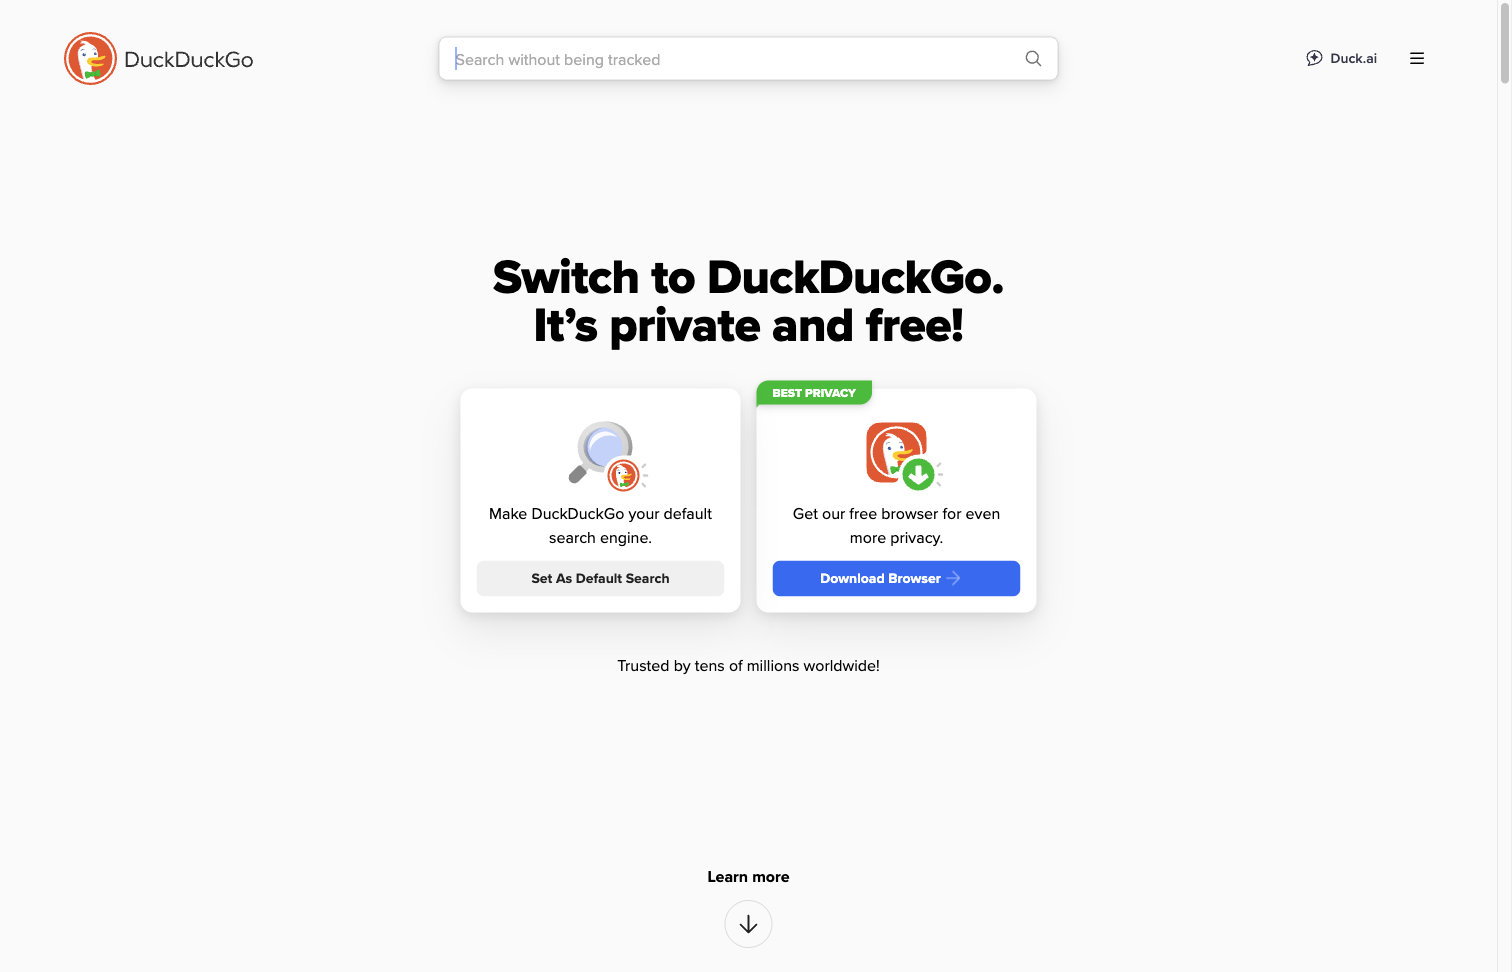 DuckDuckGo
Search without being tracked
Duck.ai
Switch to DuckDuckGo.
It’s private and free!
Make DuckDuckGo your default
search engine.
Set As Default Search
BEST PRIVACY
Get our free browser for even
more privacy.
Download Browser
Trusted by tens of millions worldwide!
Learn more